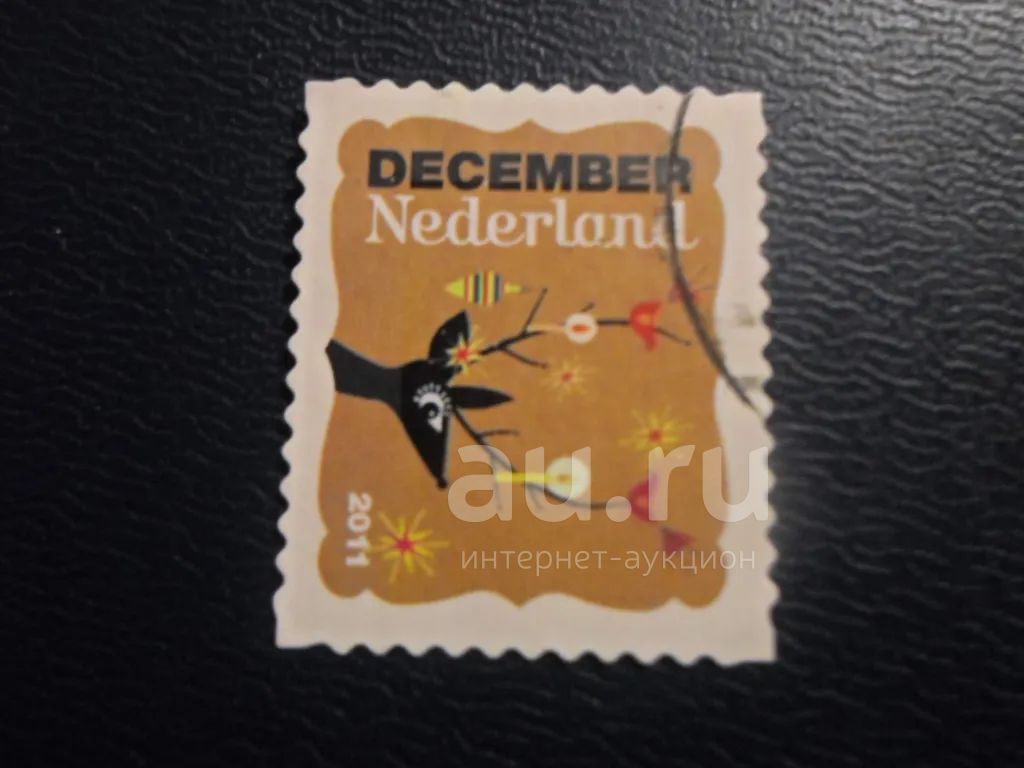 DECEMBER
Nederland
2011
au.ru
интернет-аукцион